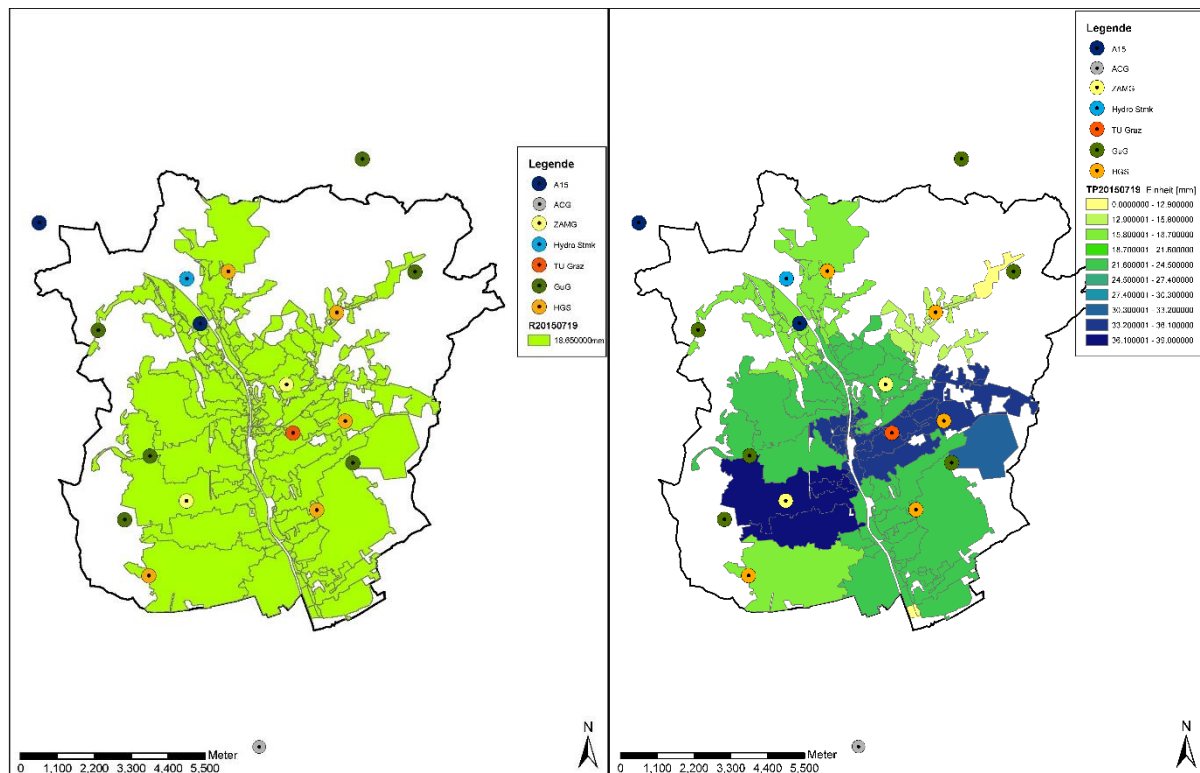 Legende
A15
ACG
ZAMG
Hydro Stmk
TU Graz
GuG
HGS
R20150719
18.650000mm
Meter
0 1.100 2.200 3.300 4.400 5.500
N
Legende
A15
ACG
ZAMG
Hydro Stmk
TU Graz
GuG
HGS
TP20150719 Einheit [mm]
0.0000000 - 12.900000
12.900001 - 15.800000
15.800001 - 18.700000
18.700001 - 21.600000
21.600001 - 24.500000
24.500001 - 27.400000
27.400001 - 30.300000
30.300001 - 33.200000
33.200001 - 36.100000
36.100001 - 39.000000
Meter
0 1.100 2.200 3.300 4.400 5.500
N